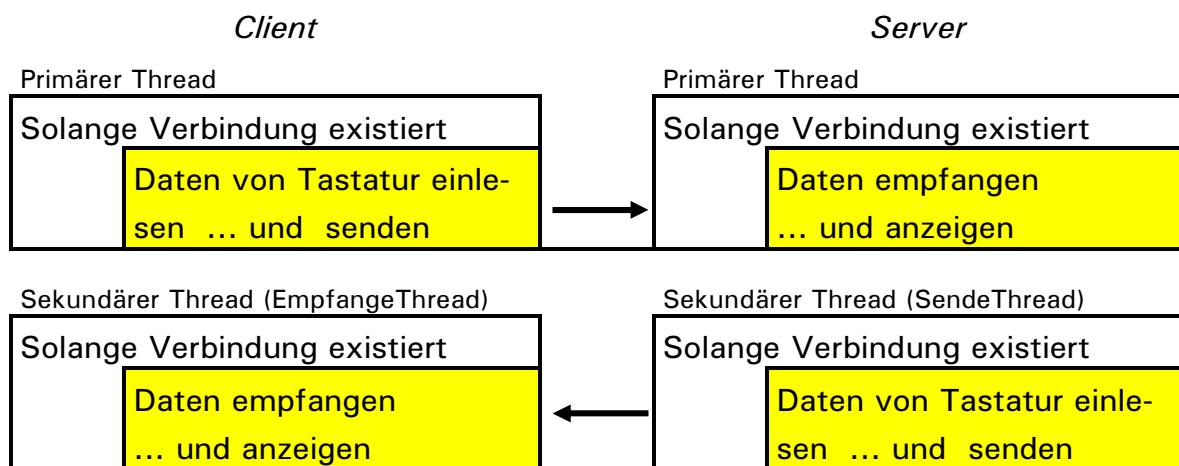 Client
Server
Primärer Thread
Solange Verbindung existiert
Daten von Tastatur einle-
sen … und senden
Primärer Thread
Solange Verbindung existiert
Daten empfangen
… und anzeigen
Sekundärer Thread (EmpfangeThread)
Solange Verbindung existiert
Daten empfangen
… und anzeigen
Sekundärer Thread (SendeThread)
Solange Verbindung existiert
Daten von Tastatur einle-
sen … und senden